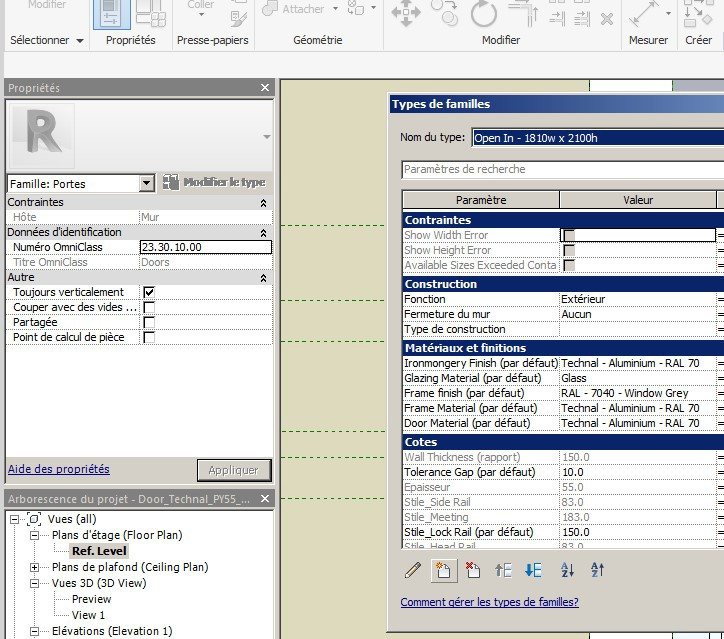 Modifier
Coller
Attacher
Sélectionner
Propriétés
Presse-papiers
Géométrie
Modifier
Mesurer
Créer
Propriétés
R
Famille: Portes
Modifier le type
Contraintes
Hôte Mur
Données d'identification
Numéro OmniClass 23.30.10.00
Titre OmniClass Doors
Autre
Toujours verticalement
Couper avec des vides ...
Partagée
Point de calcul de pièce
Aide des propriétés
Appliquer
Arborescence du projet - Door_Technal_PY55_...
Vues (all)
Plans d'étage (Floor Plan)
Ref. Level
Plans de plafond (Ceiling Plan)
Vues 3D (3D View)
Preview
View 1
Elévations (Elevation 1)
Types de familles
Nom du type: Open In - 1810w x 2100h
Paramètres de recherche
Paramètre Valeur
Contraintes
Show Width Error =
Show Height Error =
Available Sizes Exceeded Conta =
Construction
Fonction Extérieur =
Fermeture du mur Aucun =
Type de construction =
Matériaux et finitions
Ironmongery Finish (par défaut) Technal - Aluminium - RAL 70 =
Glazing Material (par défaut) Glass =
Frame finish (par défaut) RAL - 7040 - Window Grey =
Frame Material (par défaut) Technal - Aluminium - RAL 70 =
Door Material (par défaut) Technal - Aluminium - RAL 70 =
Cotes
Wall Thickness (rapport) 150.0 =
Tolerance Gap (par défaut) 10.0 =
Epaisseur 55.0 =
Stile_Side Rail 83.0 =
Stile_Meeting 183.0 =
Stile_Lock Rail (par défaut) 150.0 =
Stile_Head Rail 83.0 =
Comment gérer les types de familles?